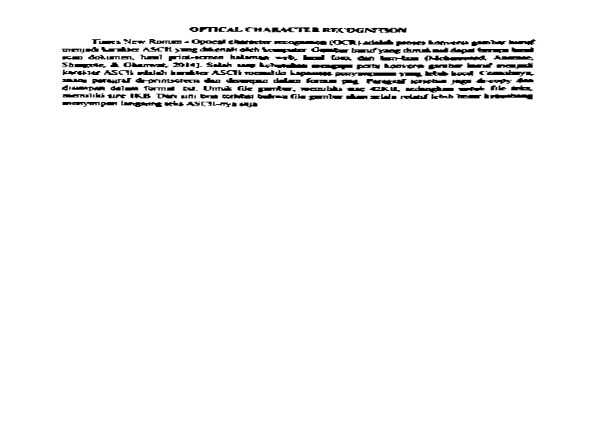 OPTICAL CHARACTER RECOGNITION
Times New Roman - Optical character recognition (OCR) adalah proses konversi gambar huruf
menjadi karakter ASCII yang dikenali oleh komputer. Gambar huruf yang dimaksud dapat berupa hasil
scan dokumen, hasil print-screen halaman web, hasil foto, dan lain-lain (Mohammad, Anarase,
Shingote, & Ghanwat, 2014). Salah satu kebutuhan mengapa perlu konversi gambar huruf menjadi
karakter ASCII adalah karakter ASCII memiliki kapasitas penyimpanan yang lebih kecil. Contohnya,
suatu paragraf di-printscreen dan disimpan dalam format png. Paragraf tersebut juga di-copy dan
disimpan dalam format .txt. Untuk file gambar, memiliki size 42KB, sedangkan untuk file teks,
memiliki size 1KB. Dari sini bisa terlihat bahwa file gambar akan selalu relatif lebih besar ketimbang
menyimpan langsung teks ASCII-nya saja